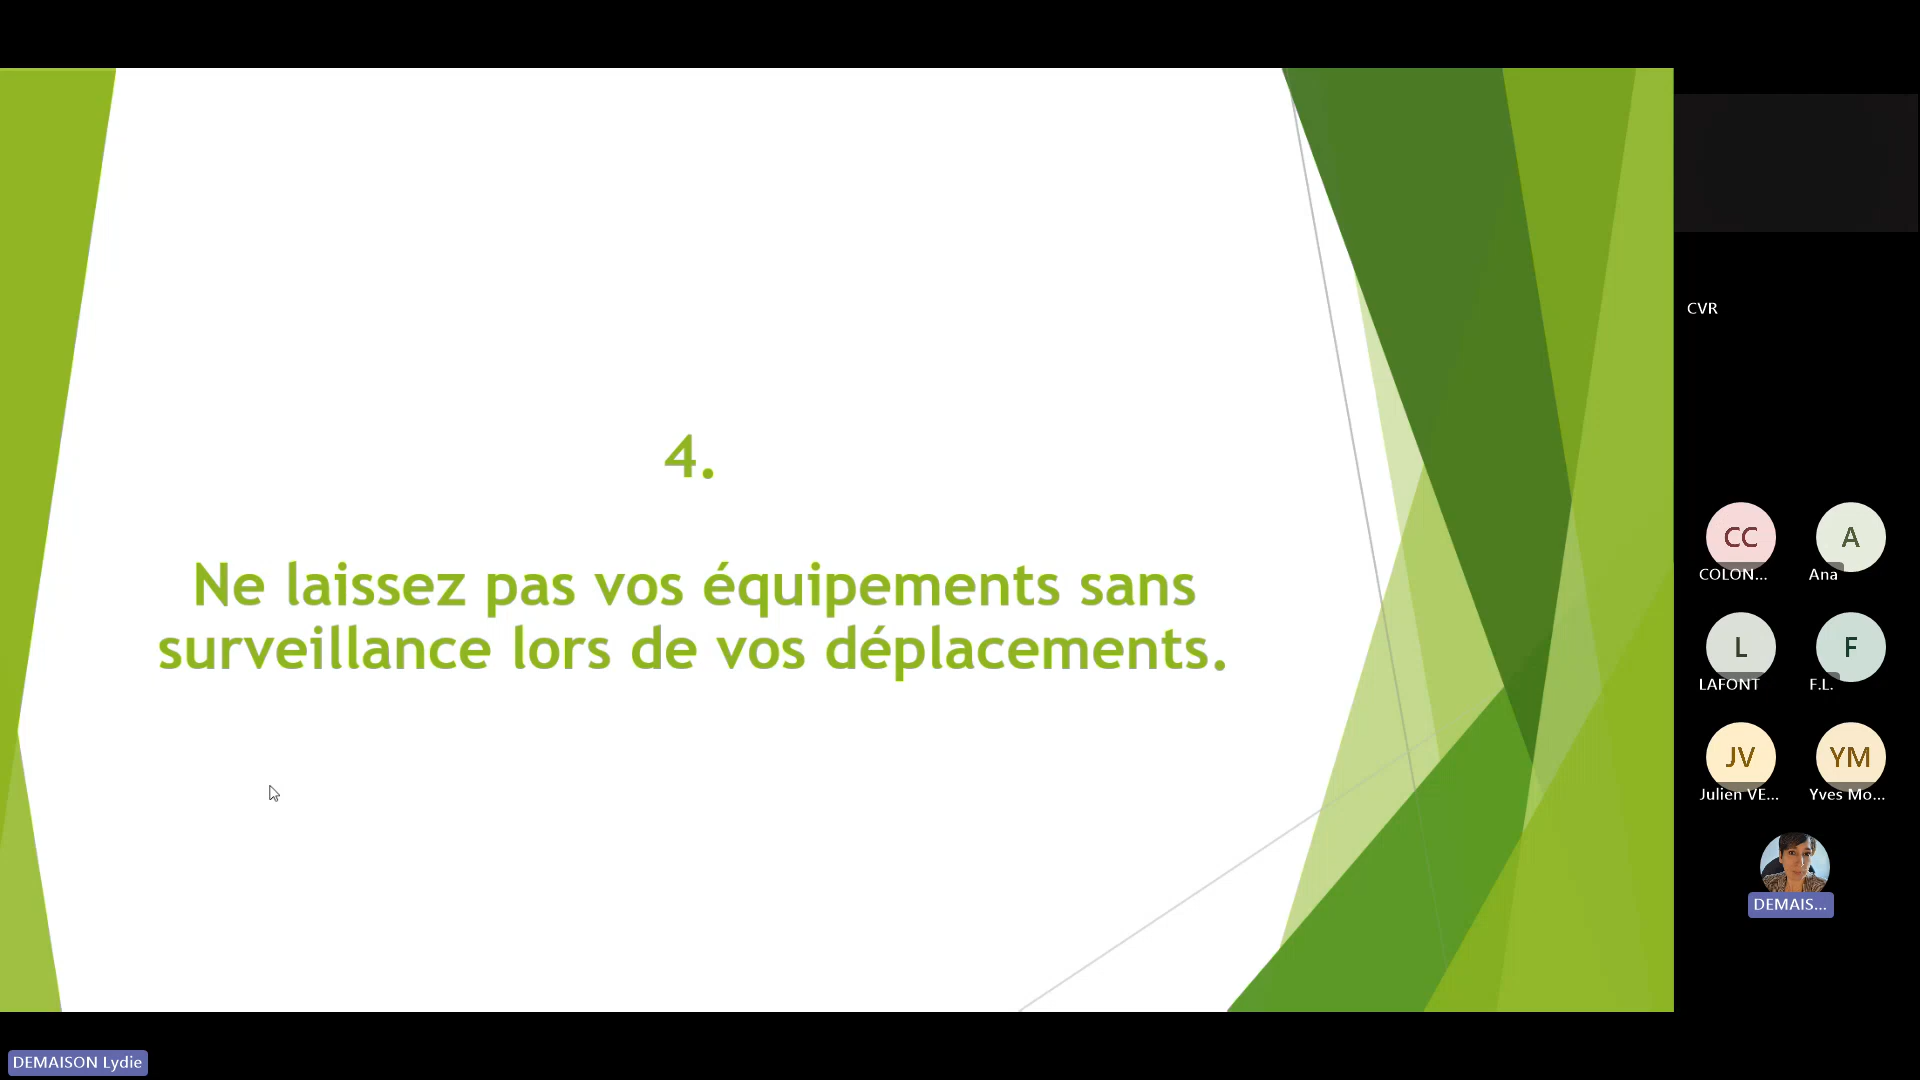 4.
Ne laissez pas vos équipements sans
surveillance lors de vos déplacements.
CVR
CC
COLON...
A
Ana
L
LAFONT
F
F.L.
JV
Julien VE...
YM
Yves Mo...
DEMAIS...
DEMAISON Lydie